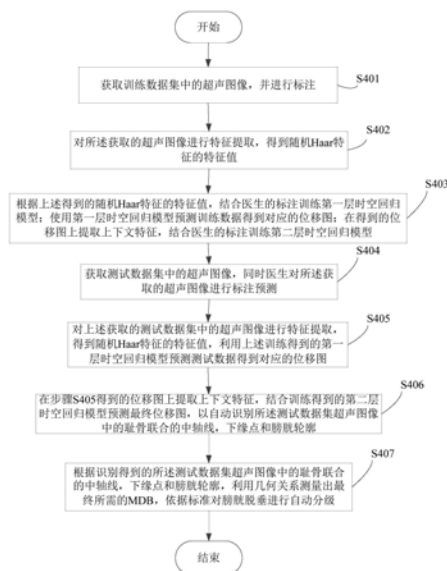 开始
S401
获取训练数据集中的超声图像，并进行标注
S402
对所述获取的超声图像进行特征提取，得到随机Haar特
征的特征值
S403
根据上述得到的随机Haar特征的特征值，结合医生的标注训练第一层时空回归
模型；使用第一层时空回归模型预测训练数据得到对应的位移图；在得到的位
移图上提取上下文特征，结合医生的标注训练第二层时空回归模型
S404
获取测试数据集中的超声图像，同时医生对所述获
取的超声图像进行标注预测
S405
对上述获取的测试数据集中的超声图像进行特征提取，
得到随机Haar特征的特征值，利用上述训练得到的第
一层时空回归模型预测测试数据得到对应的位移图
S406
在步骤S405得到的位移图上提取上下文特征，结合训练得到的第二层
时空回归模型预测最终位移图，以自动识别所述测试数据集超声图像
中的耻骨联合的中轴线，下缘点和膀胱轮廓
S407
根据识别得到的所述测试数据集超声图像中的耻骨联合
的中轴线，下缘点和膀胱轮廓，利用几何关系测量出最
终所需的MDB，依据标准对膀胱脱垂进行自动分级
结束